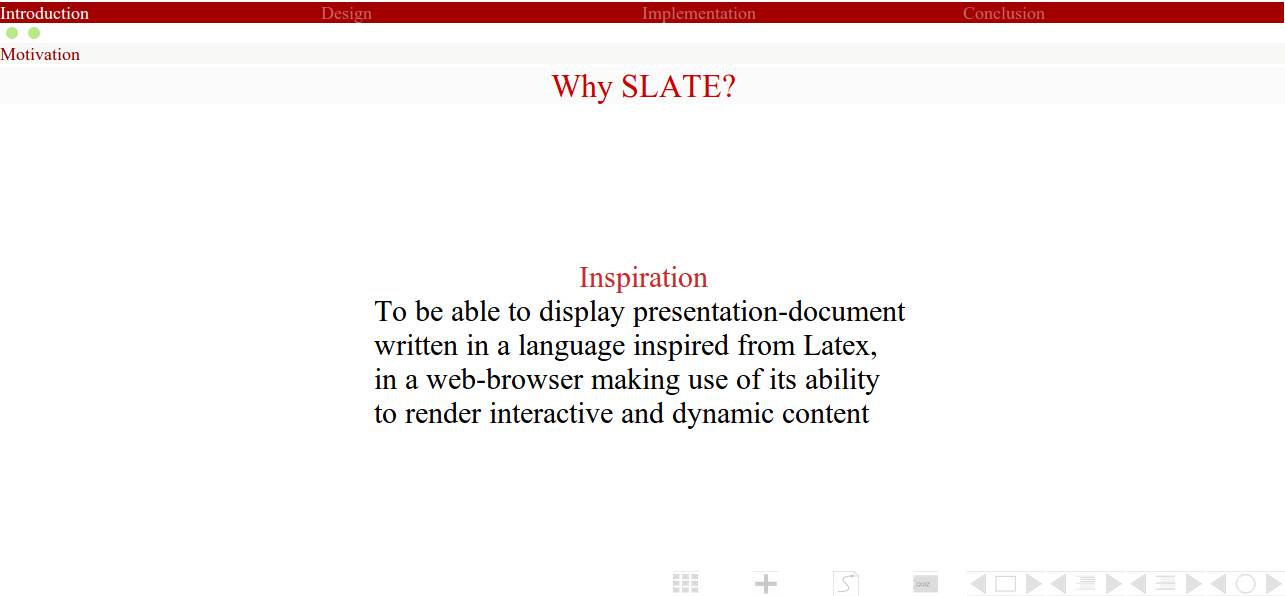 Introduction Design Implementation Conclusion
Motivation
Why SLATE?
Inspiration
To be able to display presentation-document
written in a language inspired from Latex,
in a web-browser making use of its ability
to render interactive and dynamic content
QUIZ